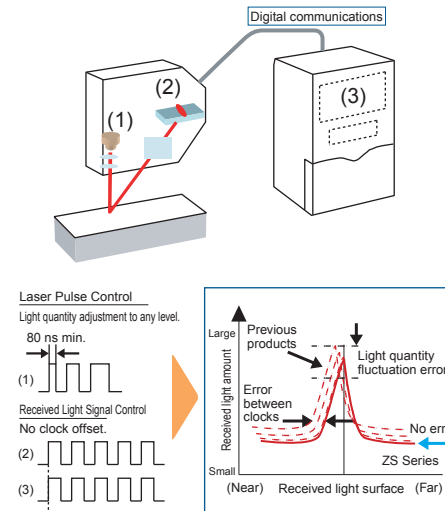 Digital communications
(1)
(2)
(3)
Laser Pulse Control
Light quantity adjustment to any level.
80 ns min.
(1)
Received Light Signal Control
No clock offset.
(2)
(3)
Received light amount
Large
Small
Previous
products
Error
between
clocks
Light quantity
fluctuation error
No err
ZS Series
(Near)
Received light surface
(Far)